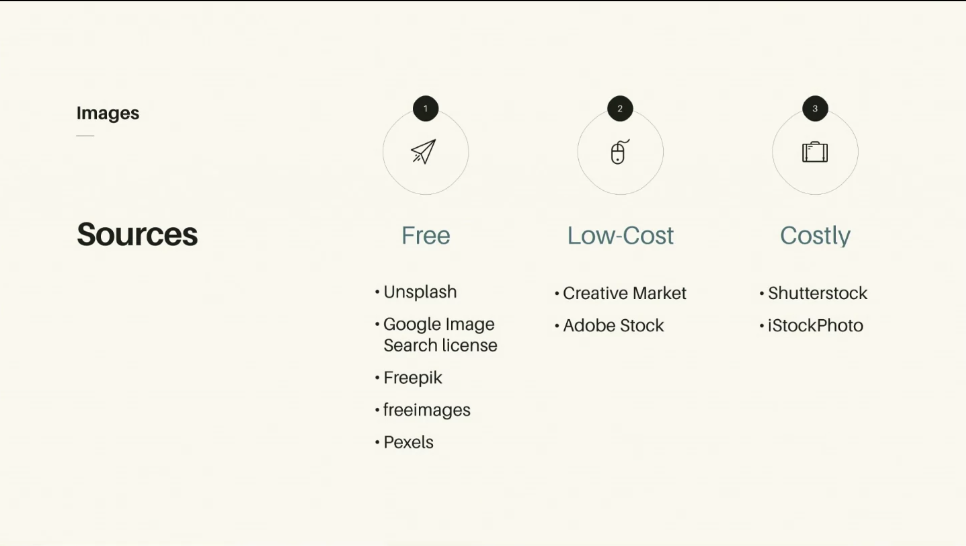 Images
Sources
1
Free
• Unsplash
• Google Image
Search license
• Freepik
• freeimages
• Pexels
2
Low-Cost
• Creative Market
• Adobe Stock
3
Costly
• Shutterstock
• iStockPhoto